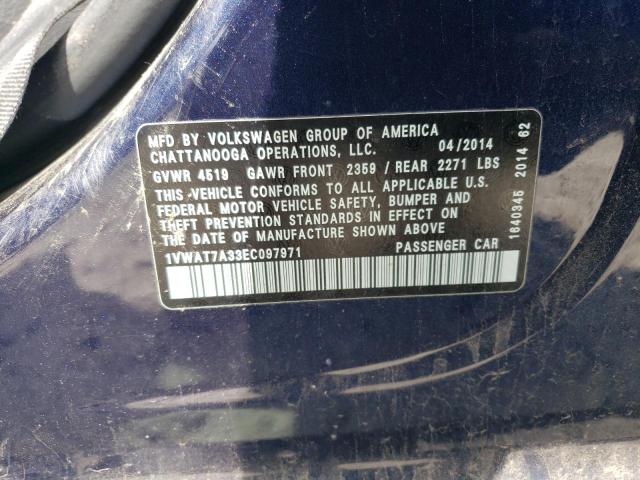 MFD BY VOLKSWAGEN GROUP OF AMERICA
CHATTANOOGA OPERATIONS, LLC. 04/2014
GVWR 4519 GAWR FRONT 2359 / REAR 2271 LBS
THIS VEHICLE CONFORMS TO ALL APPLICABLE U.S.
FEDERAL MOTOR VEHICLE SAFETY, BUMPER AND
THEFT PREVENTION STANDARDS IN EFFECT ON
THE DATE OF MANUFACTURE SHOWN ABOVE
1VWAT7A33EC097971 PASSENGER CAR
1640345 2014 62